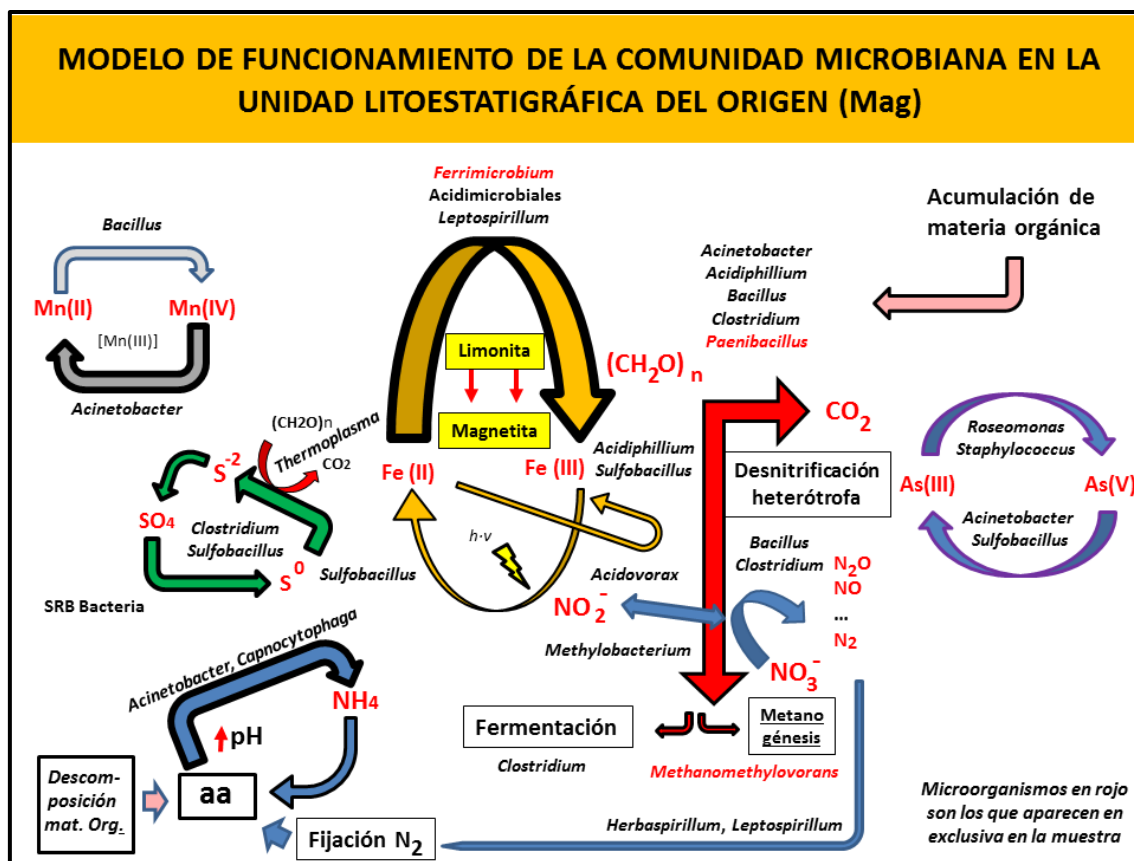 MODELO DE FUNCIONAMIENTO DE LA COMUNIDAD MICROBIANA EN LA
UNIDAD LITOESTATIGRÁFICA DEL ORIGEN (Mag)
Ferrimicrobium
Acidimicrobiales
Leptospirillum
Acumulación de
materia orgánica
Bacillus
Mn(II)
Mn(IV)
[Mn(III)]
Acinetobacter
Acinetobacter
Acidiphillium
Bacillus
Clostridium
Paenibacillus
Limonita
Magnetita
(CH2O) n
CO2
Fe (II)
Fe (III)
Acidiphillium
Sulfobacillus
(CH2O)n
Thermoplasma
CO2
S-2
SO4
Clostridium
Sulfobacillus
S0
SRB Bacteria
Sulfobacillus
h·v
Acidovorax
Desnitrificación
heterótrofa
Roseomonas
Staphylococcus
As(III)
As(V)
Acinetobacter
Sulfobacillus
Bacillus
Clostridium
N2O
NO
...
N2
NO2-
Methylobacterium
NO3-
Acinetobacter, Capnocytophaga
NH4
pH
Fermentación
Clostridium
Metano
génesis
Methanomethylovorans
Descom-
posición
mat. Org.
aa
Fijación N2
Herbaspirillum, Leptospirillum
Microorganismos en rojo
son los que aparecen en
exclusiva en la muestra